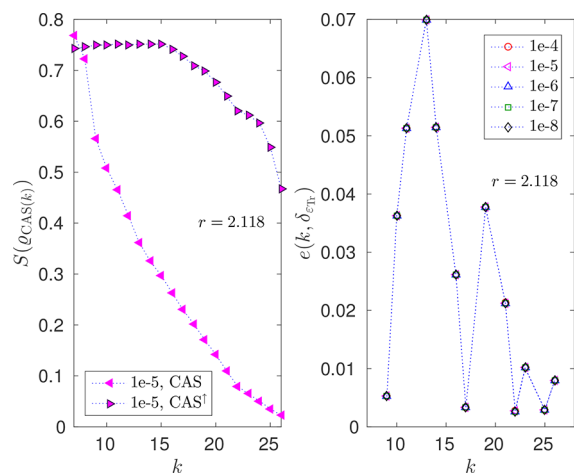 0.8
0.7
0.6
0.5
0.4
0.3
0.2
0.1
0
S(ϱCAS(k))
r = 2.118
1e-5, CAS
1e-5, CAS†
10
15
20
25
k
0.07
0.06
0.05
0.04
0.03
0.02
0.01
0
e(k, δεTr)
1e-4
1e-5
1e-6
1e-7
1e-8
r = 2.118
10
15
20
25
k